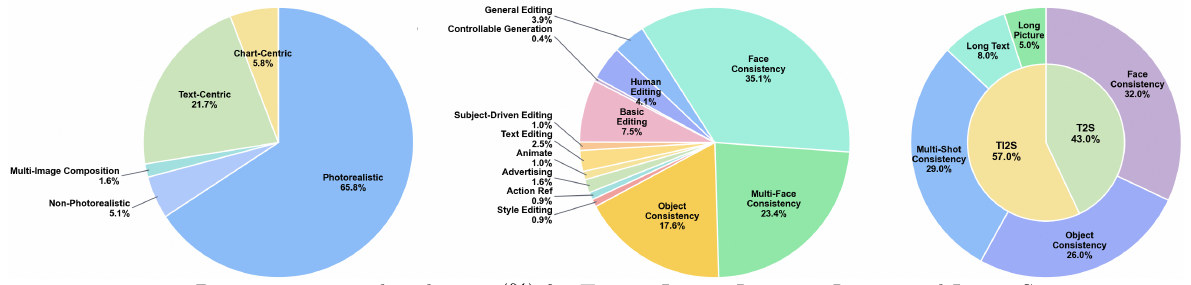 Chart-Centric
5.8%
Text-Centric
21.7%
Multi-Image Composition
1.6%
Non-Photorealistic
5.1%
Photorealistic
65.8%
General Editing
3.9%
Controllable Generation
0.4%
Human
Editing
4.1%
Basic
Editing
7.5%
Subject-Driven Editing
1.0%
Text Editing
2.5%
Animate
1.0%
Advertising
1.6%
Action Ref
0.9%
Style Editing
0.9%
Face
Consistency
35.1%
Multi-Face
Consistency
23.4%
Object
Consistency
17.6%
Long
Picture
5.0%
Long Text
8.0%
Face
Consistency
32.0%
T2S
43.0%
TI2S
57.0%
Multi-Shot
Consistency
29.0%
Object
Consistency
26.0%